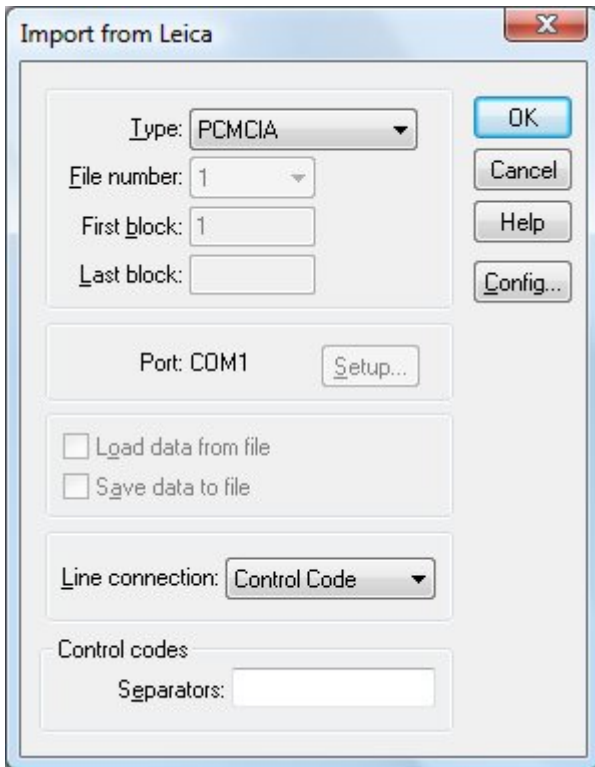 Import from Leica
Type: PCMCIA
OK
File number: 1
Cancel
First block: 1
Help
Last block:
Config...
Port: COM1
Setup...
Load data from file
Save data to file
Line connection: Control Code
Control codes
Separators: